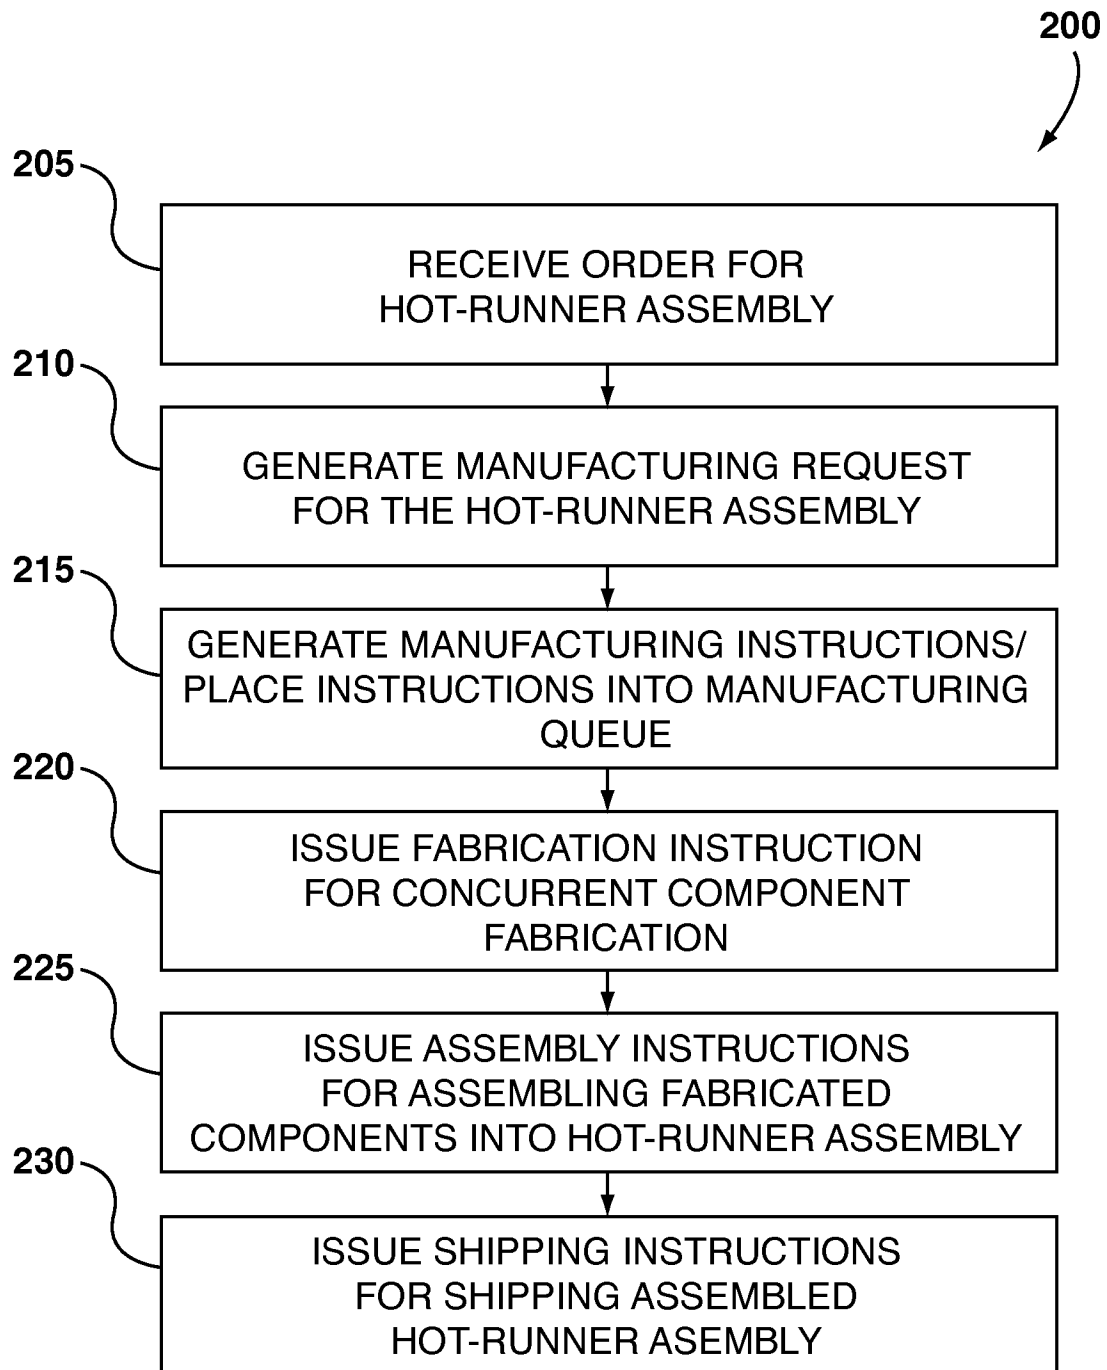 200
205
RECEIVE ORDER FOR
HOT-RUNNER ASSEMBLY
210
GENERATE MANUFACTURING REQUEST
FOR THE HOT-RUNNER ASSEMBLY
215
GENERATE MANUFACTURING INSTRUCTIONS/
PLACE INSTRUCTIONS INTO MANUFACTURING
QUEUE
220
ISSUE FABRICATION INSTRUCTION
FOR CONCURRENT COMPONENT
FABRICATION
225
ISSUE ASSEMBLY INSTRUCTIONS
FOR ASSEMBLING FABRICATED
COMPONENTS INTO HOT-RUNNER ASSEMBLY
230
ISSUE SHIPPING INSTRUCTIONS
FOR SHIPPING ASSEMBLED
HOT-RUNNER ASEMBLY